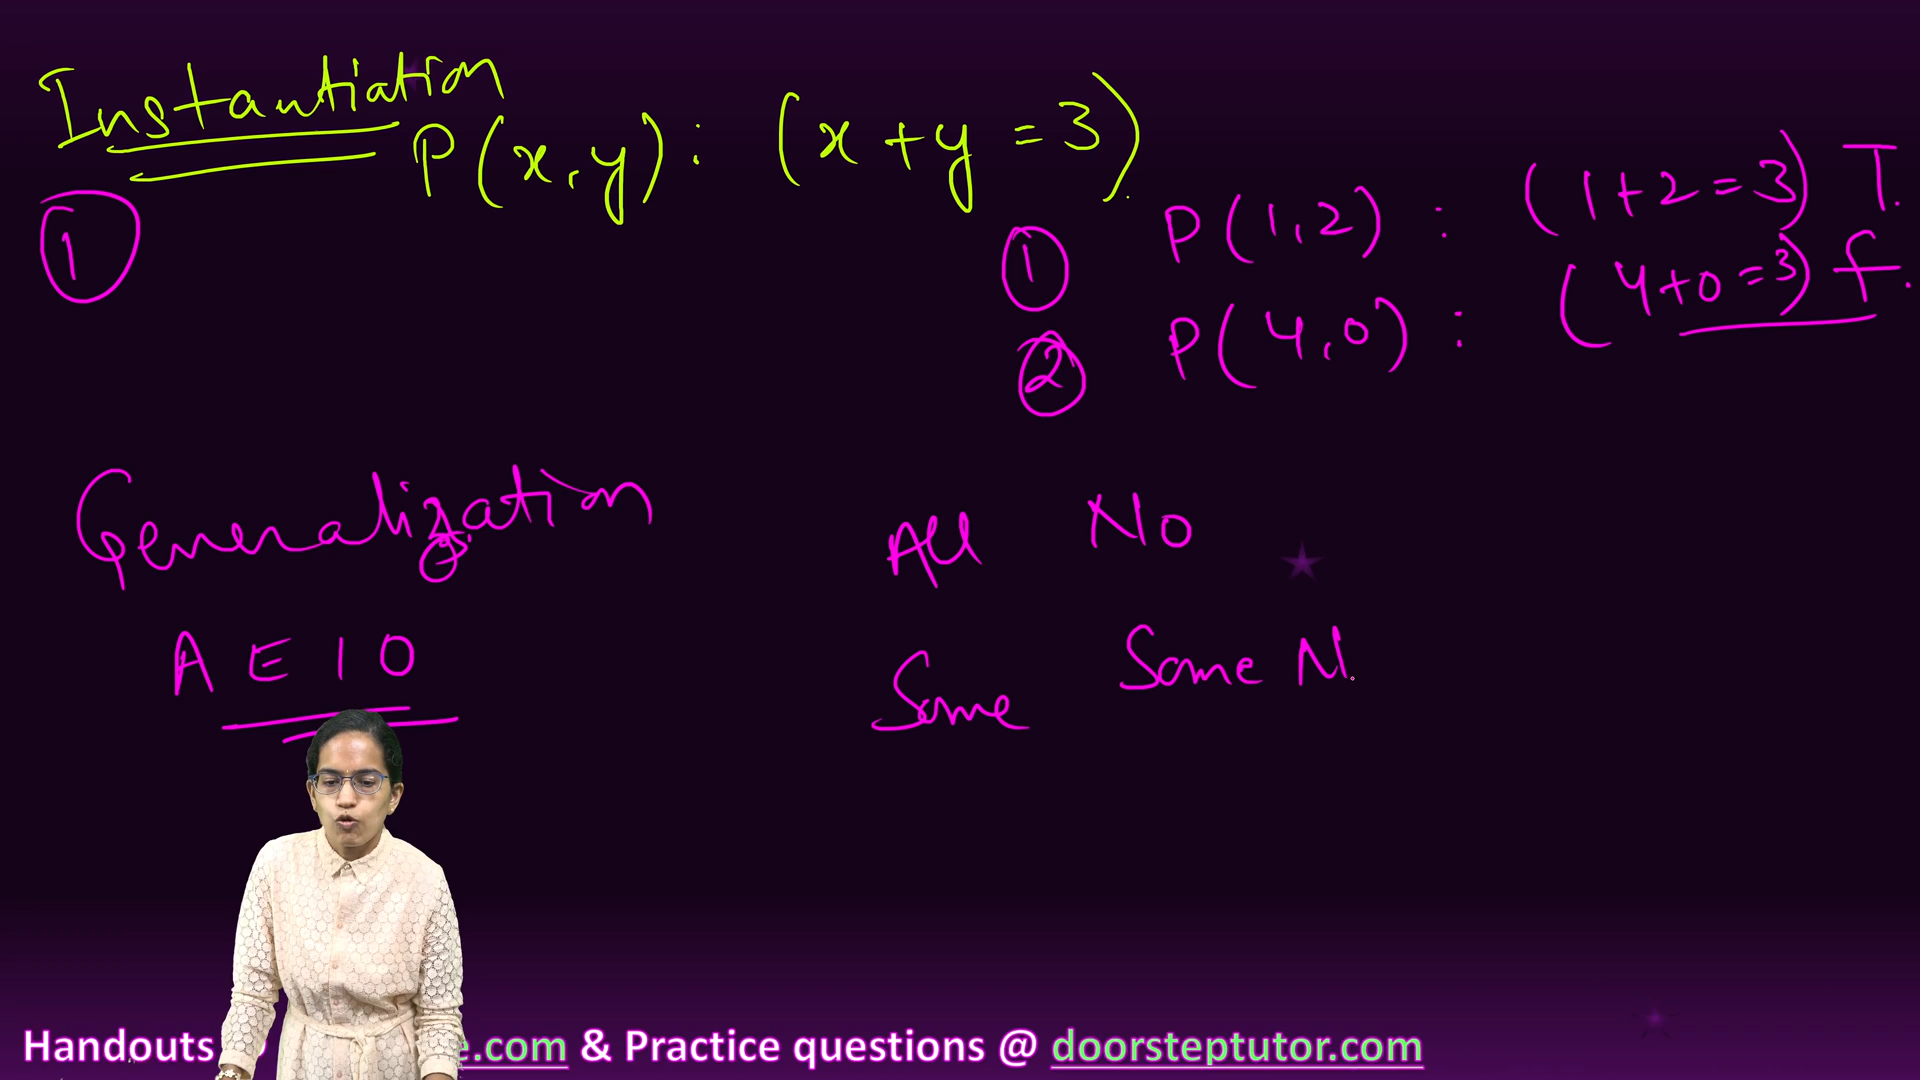 Instantiation
P(x,y): (x+y=3)
①
① P(1,2): (1+2=3) T.
② P(4,0): (4+0=3) f.
Generalization
All No
A E I O
Some Some N
Handouts e.com & Practice questions @ doorsteptutor.com